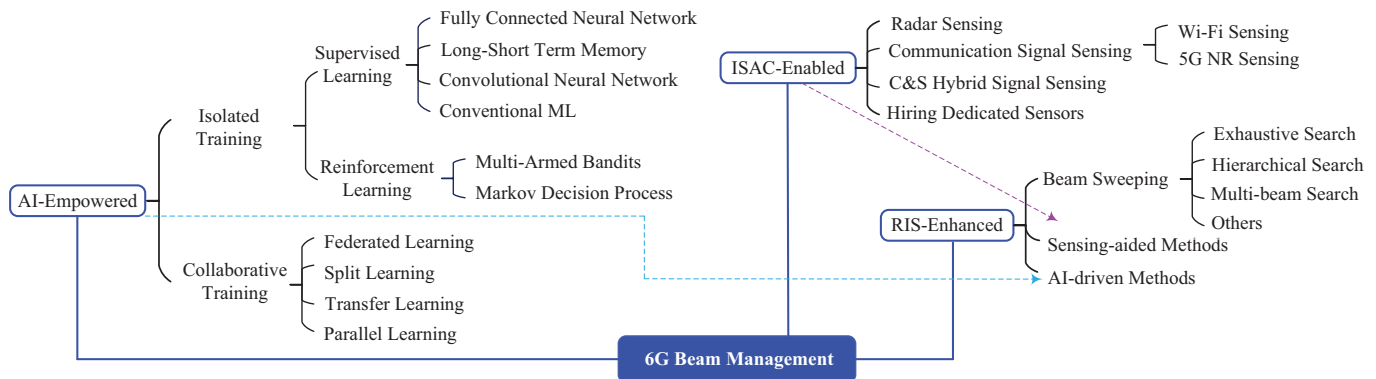 AI-Empowered
Isolated
Training
Supervised
Learning
Fully Connected Neural Network
Long-Short Term Memory
Convolutional Neural Network
Conventional ML
Reinforcement
Learning
Multi-Armed Bandits
Markov Decision Process
Collaborative
Training
Federated Learning
Split Learning
Transfer Learning
Parallel Learning
ISAC-Enabled
Radar Sensing
Communication Signal Sensing
Wi-Fi Sensing
5G NR Sensing
C&S Hybrid Signal Sensing
Hiring Dedicated Sensors
RIS-Enhanced
Beam Sweeping
Exhaustive Search
Hierarchical Search
Multi-beam Search
Others
Sensing-aided Methods
AI-driven Methods
6G Beam Management